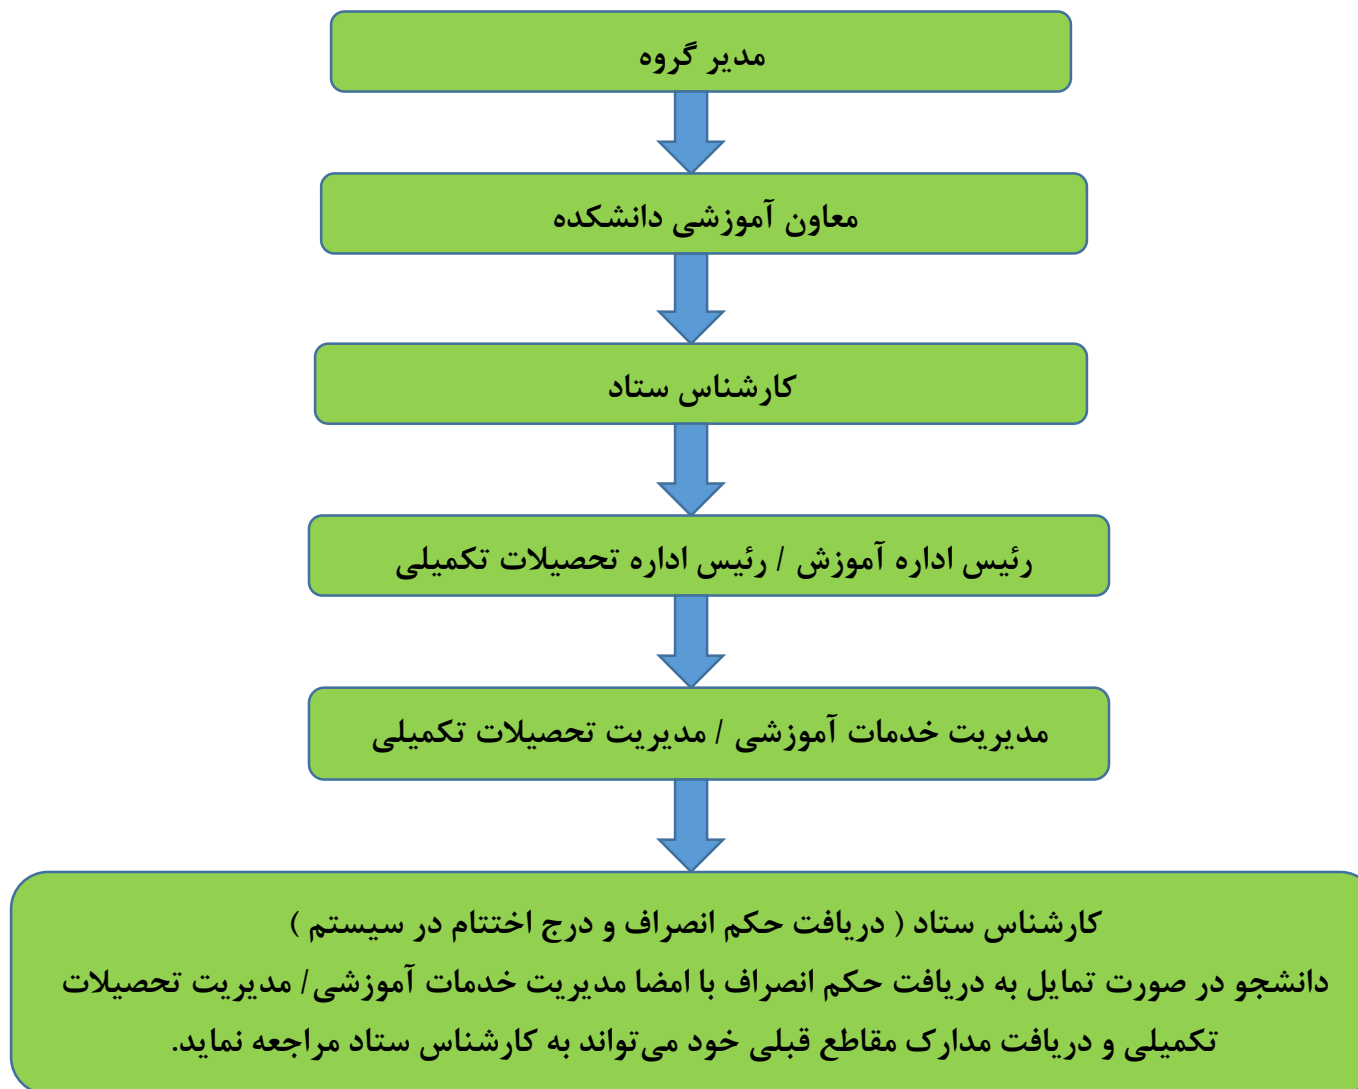 مدیر گروه
معاون آموزشی دانشکده
کارشناس ستاد
رئیس اداره آموزش / رئیس اداره تحصیلات تکمیلی
مدیریت خدمات آموزشی / مدیریت تحصیلات تکمیلی
کارشناس ستاد ( دریافت حکم انصراف و درج اختتام در سیستم )
دانشجو در صورت تمایل به دریافت حکم انصراف با امضا مدیریت خدمات آموزشی/ مدیریت تحصیلات
تکمیلی و دریافت مدارک مقاطع قبلی خود می‌تواند به کارشناس ستاد مراجعه نماید.